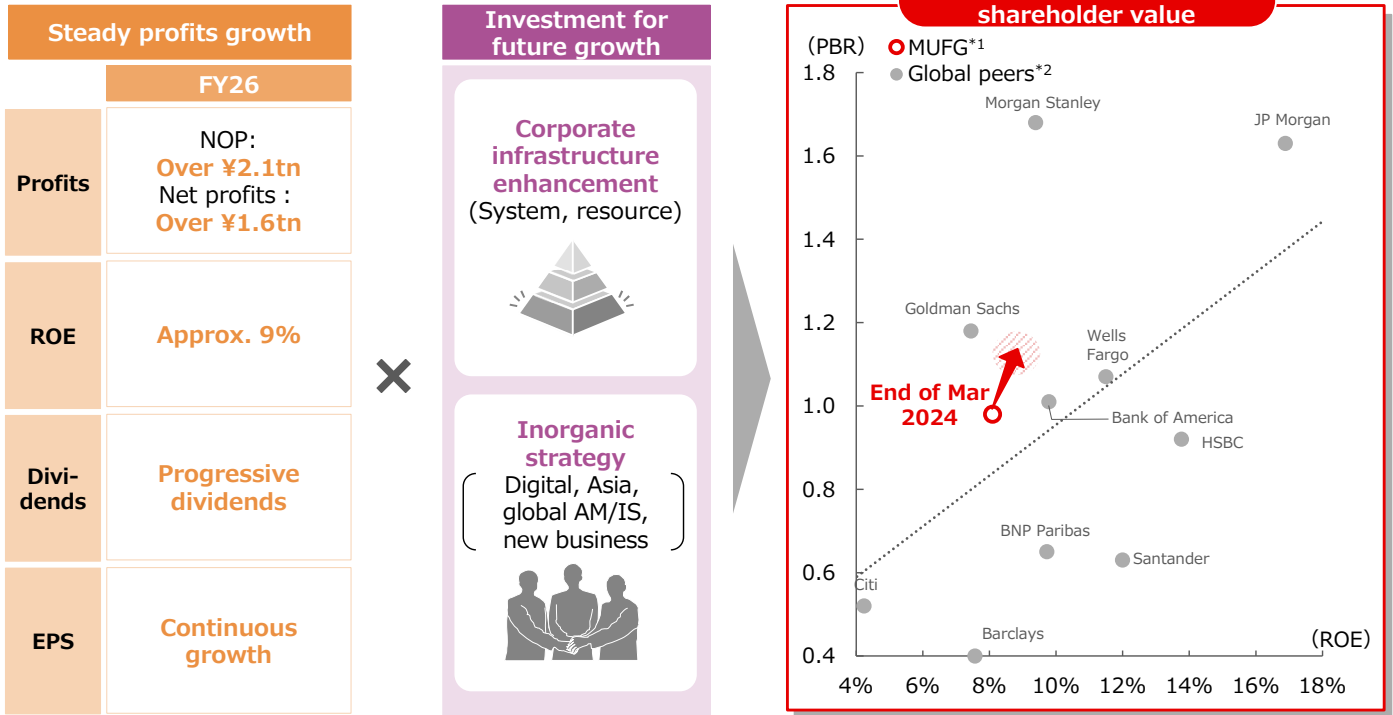 Steady profits growth
FY26
Profits
NOP:
Over ¥2.1tn
Net profits :
Over ¥1.6tn
ROE
Approx. 9%
Divi-
dends
Progressive
dividends
EPS
Continuous
growth
×
Investment for
future growth
Corporate
infrastructure
enhancement
(System, resource)
Inorganic
strategy
Digital, Asia,
global AM/IS,
new business
shareholder value
(PBR)
MUFG*1
Global peers*2
1.8
1.6
1.4
1.2
1.0
0.8
0.6
0.4
Morgan Stanley
JP Morgan
Goldman Sachs
Wells
Fargo
End of Mar
2024
Bank of America
HSBC
BNP Paribas
Santander
Citi
Barclays
(ROE)
4% 6% 8% 10% 12% 14% 16% 18%